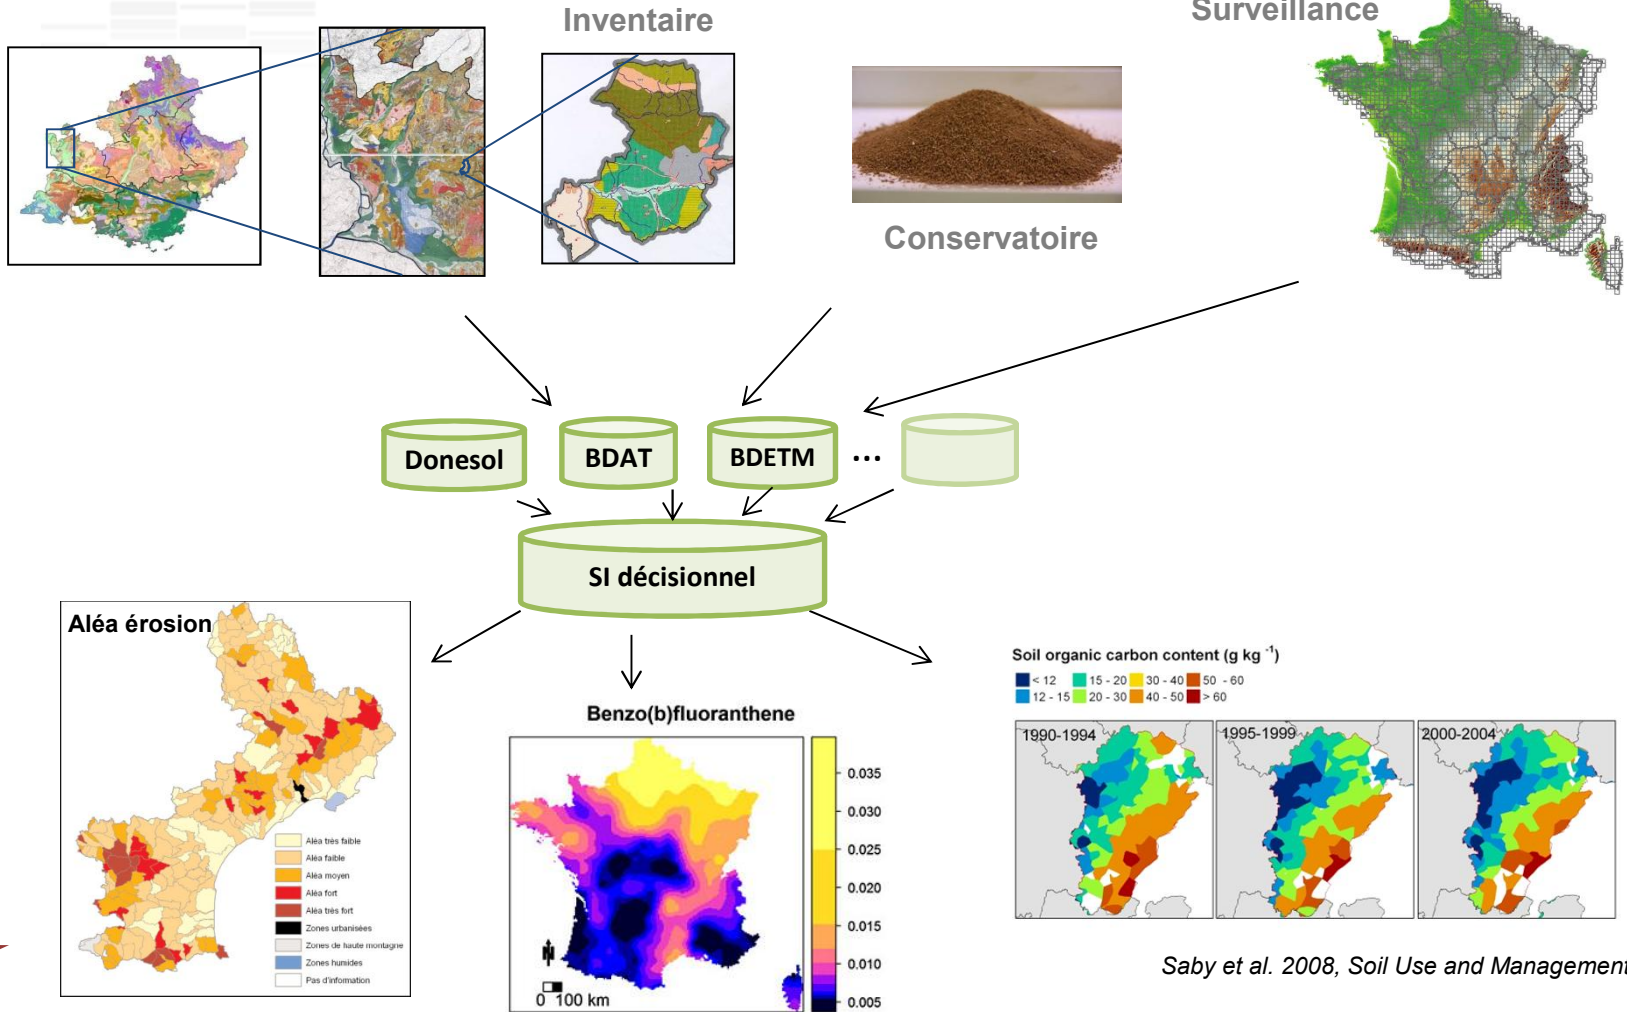 Inventaire
Surveillance
Conservatoire
Donesol
BDAT
BDETM
...
SI décisionnel
Aléa érosion
Aléa très faible
Aléa faible
Aléa moyen
Aléa fort
Aléa très fort
Zones urbanisées
Zones de haute montagne
Zones humides
Pas d'information
Benzo(b)fluoranthene
0.035
0.030
0.025
0.020
0.015
0.010
0.005
N
0 100 km
Soil organic carbon content (g kg -1)
< 12 15 - 20 30 - 40 50 - 60
12 - 15 20 - 30 40 - 50 > 60
1990-1994 1995-1999 2000-2004
Saby et al. 2008, Soil Use and Management